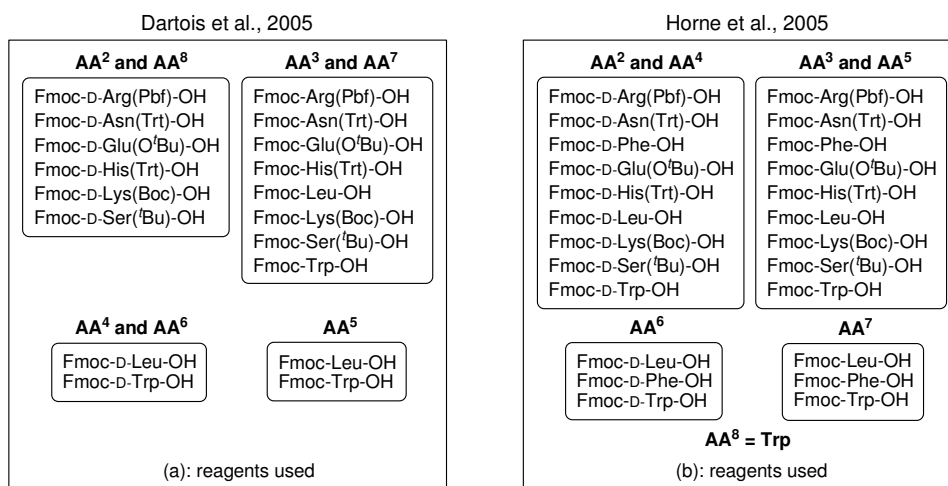 Dartois et al., 2005
AA² and AA⁸
Fmoc-D-Arg(Pbf)-OH
Fmoc-D-Asn(Trt)-OH
Fmoc-D-Glu(OᵗBu)-OH
Fmoc-D-His(Trt)-OH
Fmoc-D-Lys(Boc)-OH
Fmoc-D-Ser(ᵗBu)-OH
AA³ and AA⁷
Fmoc-Arg(Pbf)-OH
Fmoc-Asn(Trt)-OH
Fmoc-Glu(OᵗBu)-OH
Fmoc-His(Trt)-OH
Fmoc-Leu-OH
Fmoc-Lys(Boc)-OH
Fmoc-Ser(ᵗBu)-OH
Fmoc-Trp-OH
AA⁴ and AA⁶
Fmoc-D-Leu-OH
Fmoc-D-Trp-OH
AA⁵
Fmoc-Leu-OH
Fmoc-Trp-OH
(a): reagents used
Horne et al., 2005
AA² and AA⁴
Fmoc-D-Arg(Pbf)-OH
Fmoc-D-Asn(Trt)-OH
Fmoc-D-Phe-OH
Fmoc-D-Glu(OᵗBu)-OH
Fmoc-D-His(Trt)-OH
Fmoc-D-Leu-OH
Fmoc-D-Lys(Boc)-OH
Fmoc-D-Ser(ᵗBu)-OH
Fmoc-D-Trp-OH
AA³ and AA⁵
Fmoc-Arg(Pbf)-OH
Fmoc-Asn(Trt)-OH
Fmoc-Phe-OH
Fmoc-Glu(OᵗBu)-OH
Fmoc-His(Trt)-OH
Fmoc-Leu-OH
Fmoc-Lys(Boc)-OH
Fmoc-Ser(ᵗBu)-OH
Fmoc-Trp-OH
AA⁶
Fmoc-D-Leu-OH
Fmoc-D-Phe-OH
Fmoc-D-Trp-OH
AA⁷
Fmoc-Leu-OH
Fmoc-Phe-OH
Fmoc-Trp-OH
AA⁸ = Trp
(b): reagents used